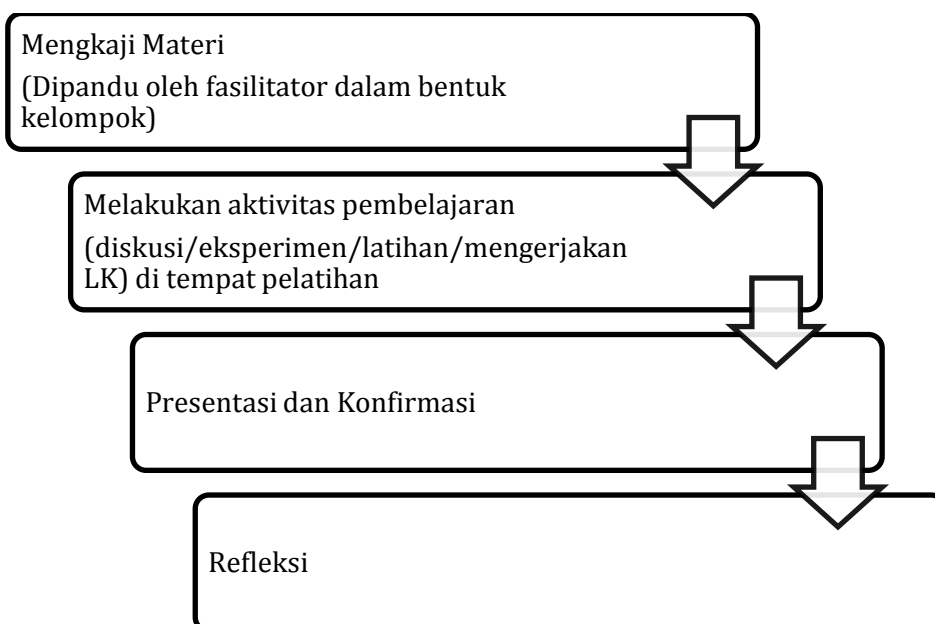 Mengkaji Materi
(Dipandu oleh fasilitator dalam bentuk
kelompok)
Melakukan aktivitas pembelajaran
(diskusi/eksperimen/latihan/mengerjakan
LK) di tempat pelatihan
Presentasi dan Konfirmasi
Refleksi